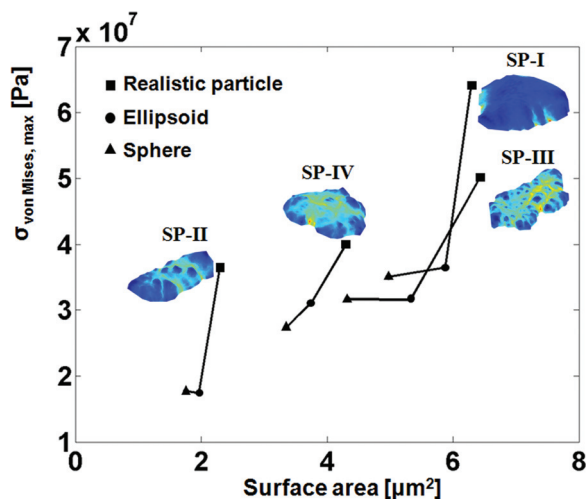 7 x 10⁷
SP-I
Realistic particle
Ellipsoid
Sphere
SP-III
SP-IV
SP-II
σvon Mises, max [Pa]
6
5
4
3
2
1
0 2 4 6 8
Surface area [µm²]